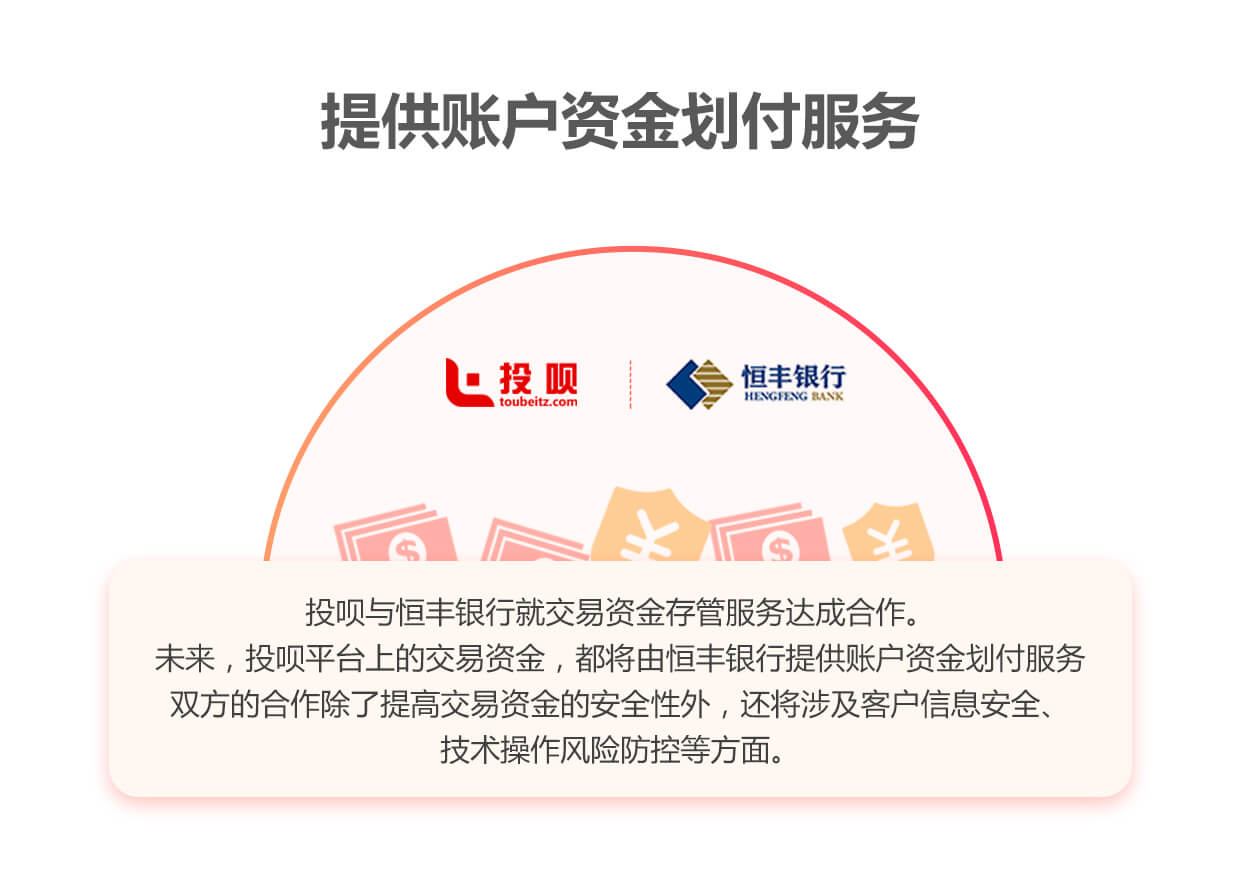 提供账户资金划付服务
投呗
toubeitz.com
恒丰银行
HENGFENG BANK
投呗与恒丰银行就交易资金存管服务达成合作。
未来，投呗平台上的交易资金，都将由恒丰银行提供账户资金划付服务
双方的合作除了提高交易资金的安全性外，还将涉及客户信息安全、
技术操作风险防控等方面。